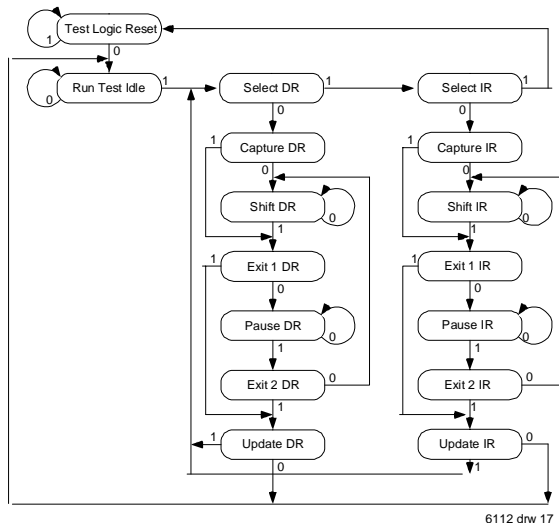 Test Logic Reset
1
0
Run Test Idle
0
1
Select DR
1
Select IR
1
0
0
1
Capture DR
1
Capture IR
0
0
Shift DR
0
Shift IR
0
1
1
1
Exit 1 DR
1
Exit 1 IR
0
0
Pause DR
0
Pause IR
0
1
1
Exit 2 DR
0
Exit 2 IR
0
1
1
1
Update DR
Update IR
0
0
1
6112 drw 17